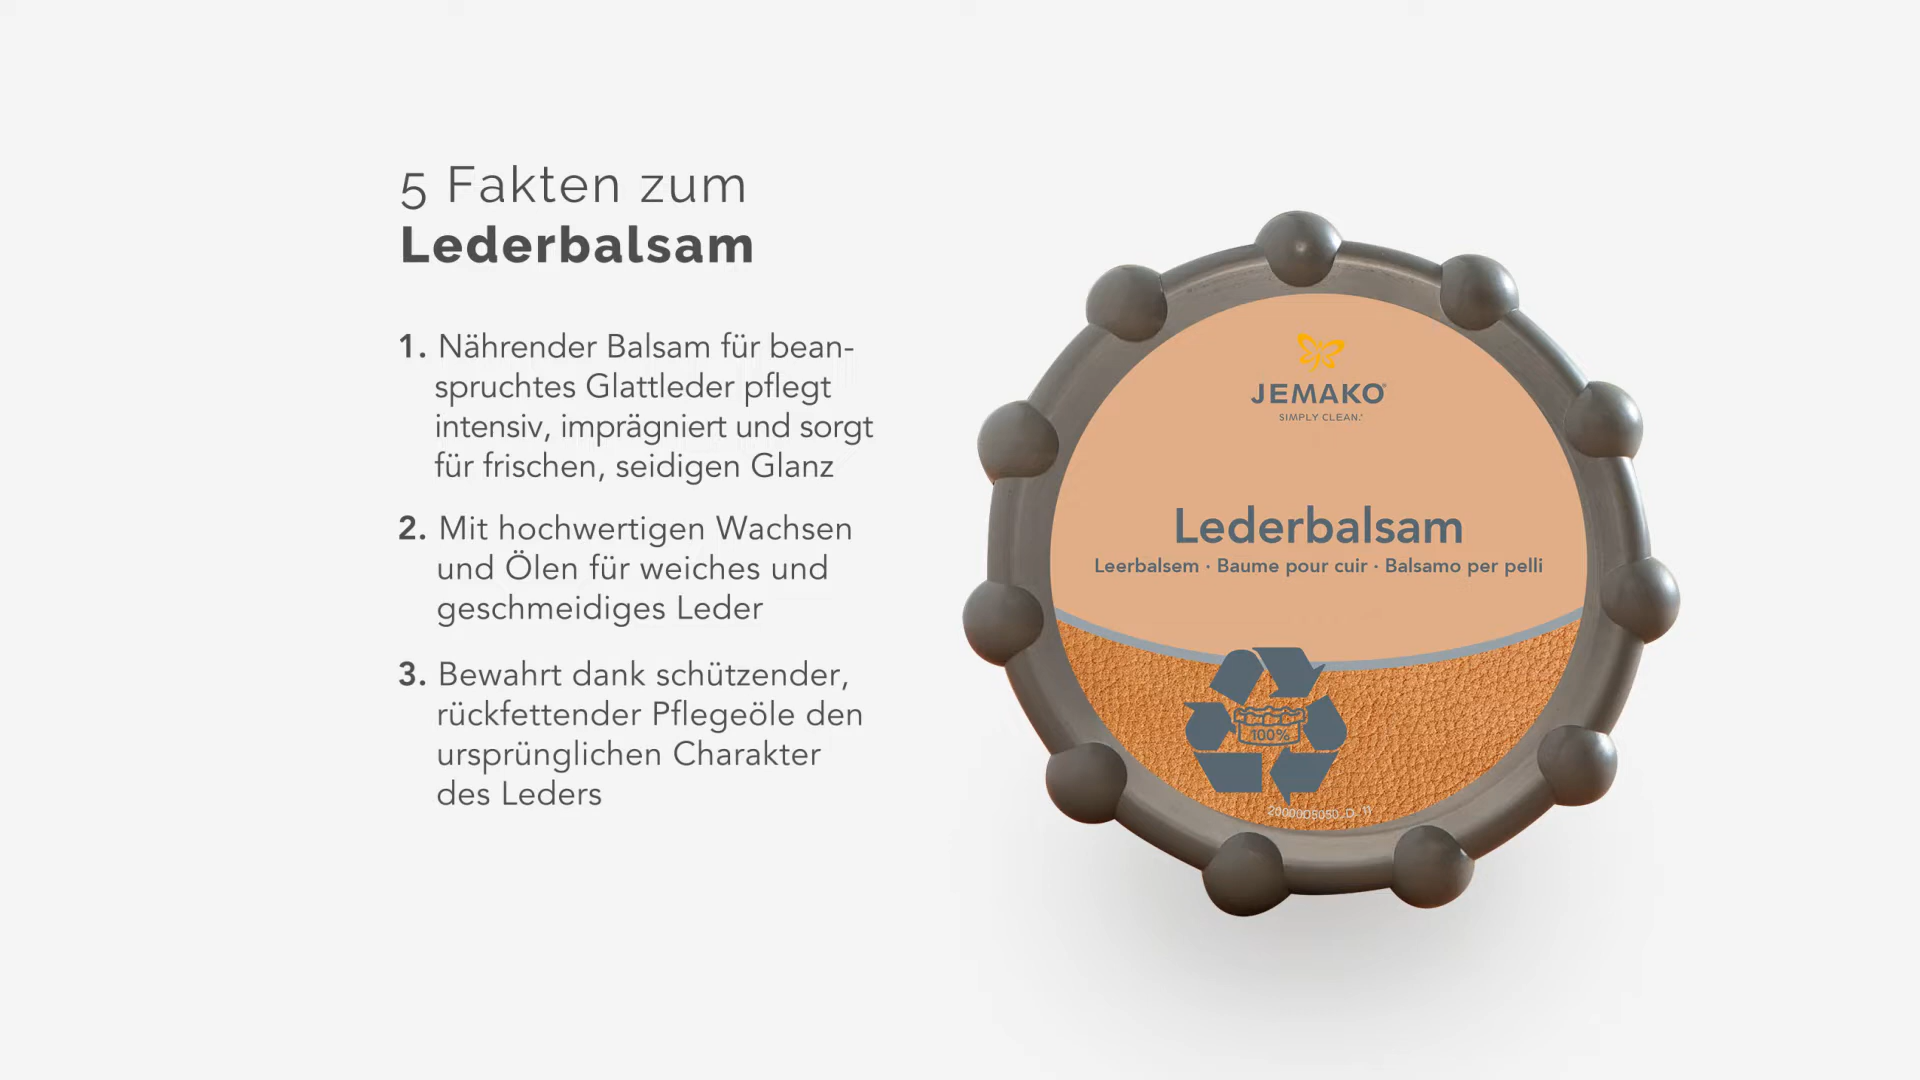 5 Fakten zum
Lederbalsam
1. Nährender Balsam für bean-
spruchtes Glattleder pflegt
intensiv, imprägniert und sorgt
für frischen, seidigen Glanz
2. Mit hochwertigen Wachsen
und Ölen für weiches und
geschmeidiges Leder
3. Bewahrt dank schützender,
rückfettender Pflegeöle den
ursprünglichen Charakter
des Leders
JEMAKO®
SIMPLY CLEAN.®
Lederbalsam
Leerbalsem · Baume pour cuir · Balsamo per pelli
100%